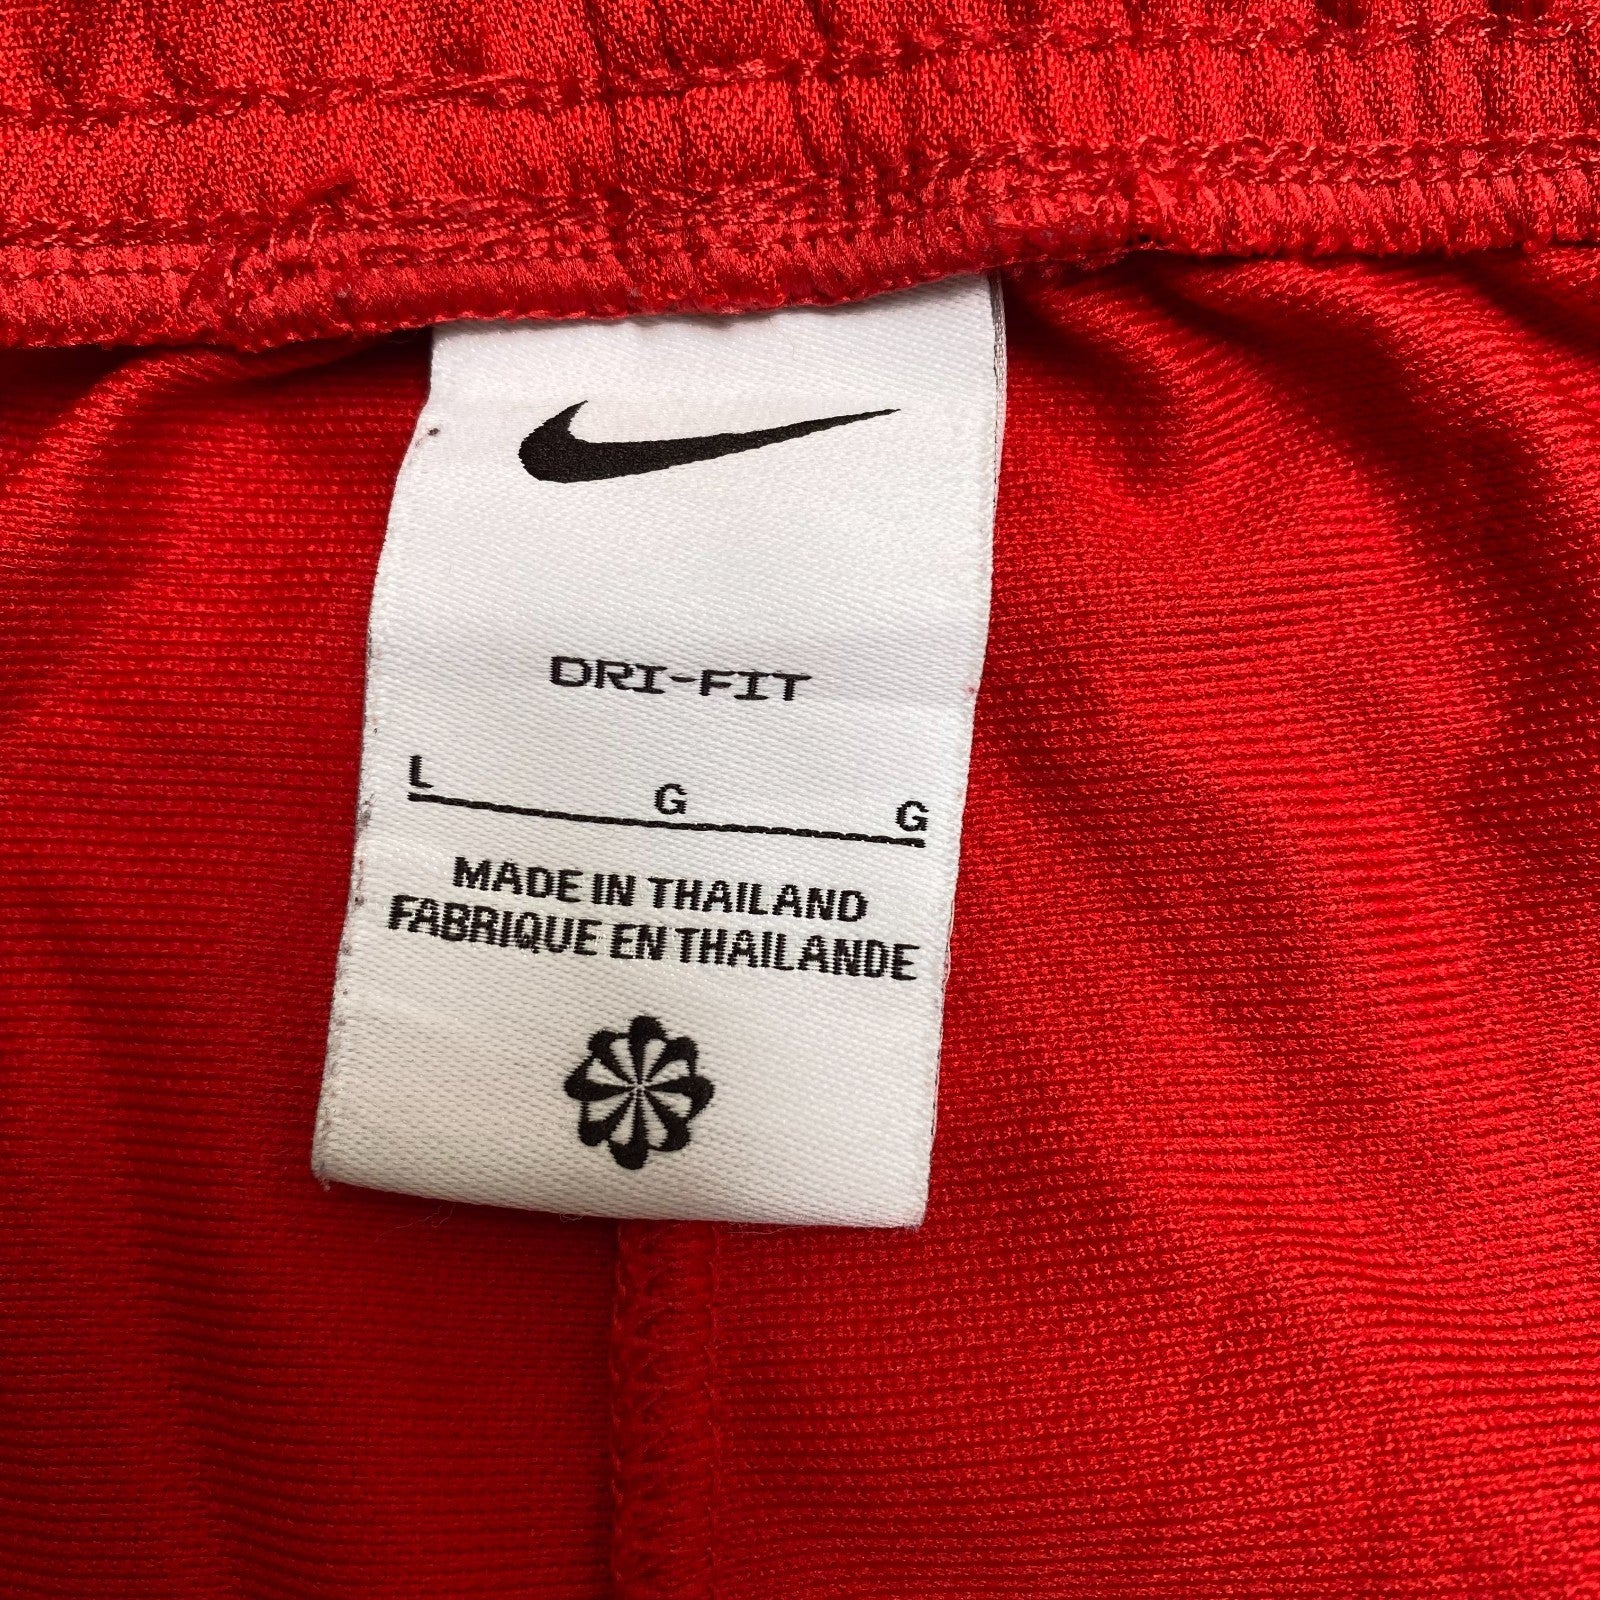 DRI-FIT
L G G
MADE IN THAILAND
FABRIQUE EN THAILANDE